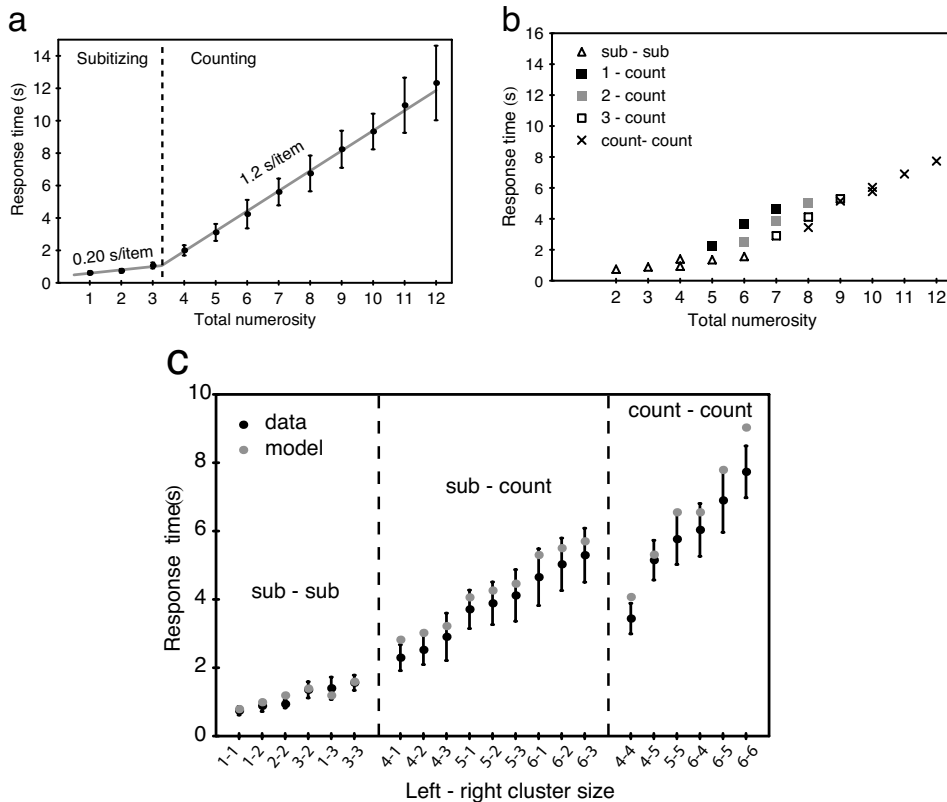 a
Response time (s)
14
12
10
8
6
4
2
0
Subitizing
Counting
0.20 s/item
1.2 s/item
1 2 3 4 5 6 7 8 9 10 11 12
Total numerosity
b
Response time (s)
16
14
12
10
8
6
4
2
0
sub - sub
1 - count
2 - count
3 - count
count- count
2 3 4 5 6 7 8 9 10 11 12
Total numerosity
c
Response time(s)
10
8
6
4
2
0
data
model
sub - sub
sub - count
count - count
1-1 1-2 2-2 3-2 1-3 3-3 4-1 4-2 4-3 5-1 5-2 5-3 6-1 6-2 6-3 4-4 4-5 5-5 6-4 6-5 6-6
Left - right cluster size